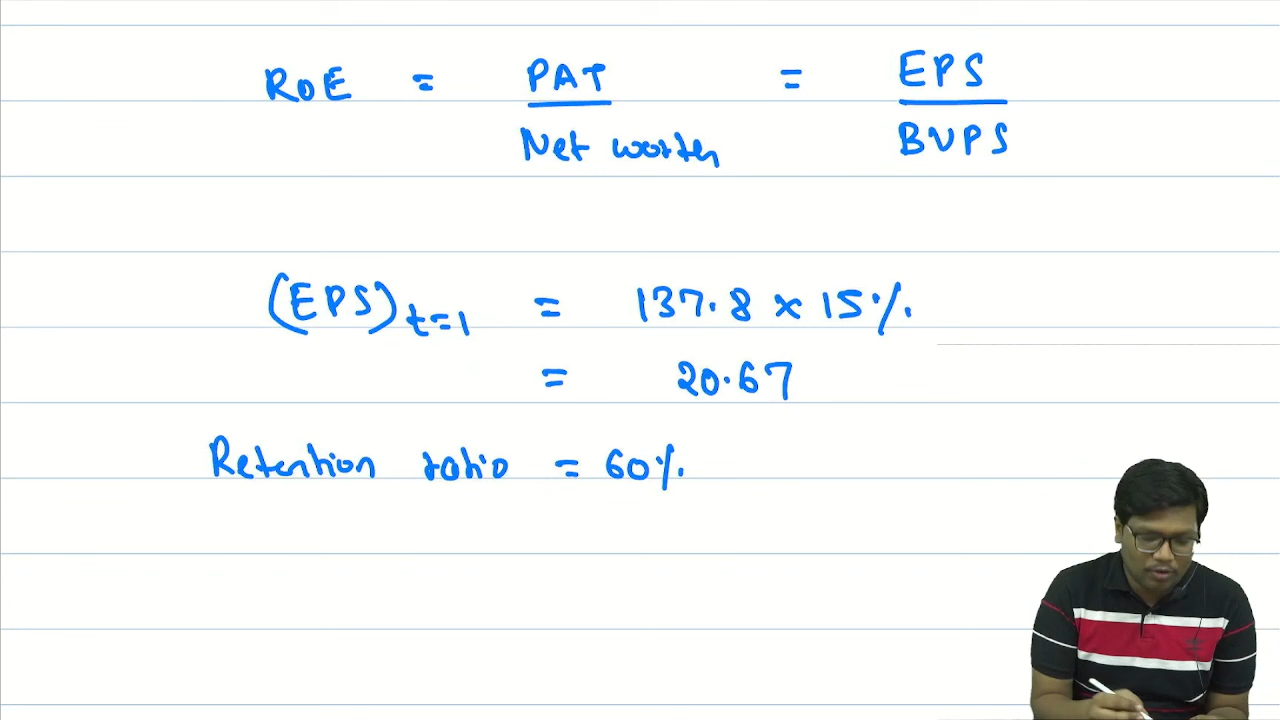 ROE = PAT / Net worth = EPS / BVPS
(EPS)t=1 = 137.8 x 15%
= 20.67
Retention ratio = 60%